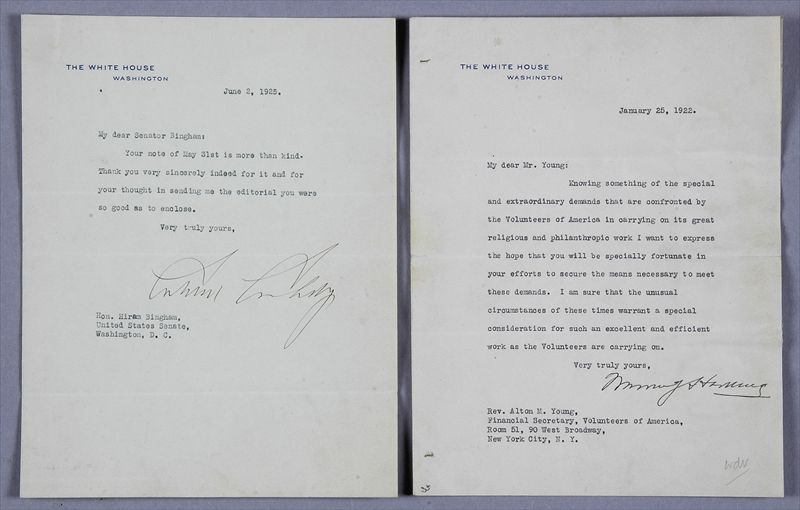 THE WHITE HOUSE
WASHINGTON
June 2, 1925.
My dear Senator Bingham:
Your note of May 31st is more than kind.
Thank you very sincerely indeed for it and for
your thought in sending me the editorial you were
so good as to enclose.
Very truly yours,
Calvin Coolidge
Hon. Hiram Bingham,
United States Senate,
Washington, D. C.
THE WHITE HOUSE
WASHINGTON
January 25, 1922.
My dear Mr. Young:
Knowing something of the special
and extraordinary demands that are confronted by
the Volunteers of America in carrying on its great
religious and philanthropic work I want to express
the hope that you will be specially fortunate in
your efforts to secure the means necessary to meet
these demands. I am sure that the unusual
circumstances of these times warrant a special
consideration for such an excellent and efficient
work as the Volunteers are carrying on.
Very truly yours,
Warren G Harding
Rev. Alton M. Young,
Financial Secretary, Volunteers of America,
Room 51, 90 West Broadway,
New York City, N. Y.